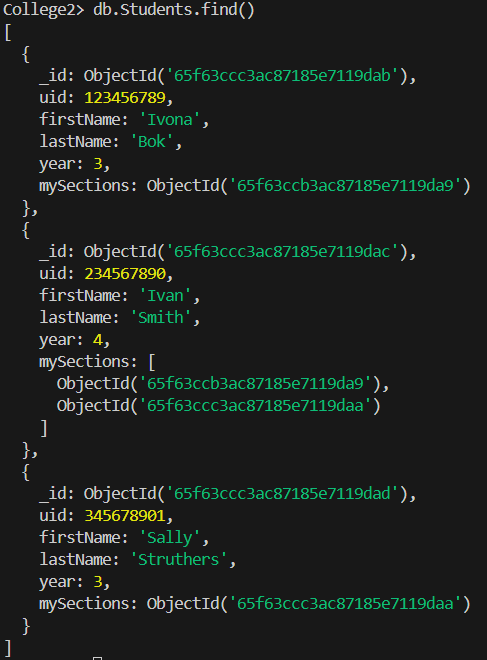 College2> db.Students.find()
[
  {
    _id: ObjectId('65f63ccc3ac87185e7119dab'),
    uid: 123456789,
    firstName: 'Ivona',
    lastName: 'Bok',
    year: 3,
    mySections: ObjectId('65f63ccb3ac87185e7119da9')
  },
  {
    _id: ObjectId('65f63ccc3ac87185e7119dac'),
    uid: 234567890,
    firstName: 'Ivan',
    lastName: 'Smith',
    year: 4,
    mySections: [
      ObjectId('65f63ccb3ac87185e7119da9'),
      ObjectId('65f63ccc3ac87185e7119daa')
    ]
  },
  {
    _id: ObjectId('65f63ccc3ac87185e7119dad'),
    uid: 345678901,
    firstName: 'Sally',
    lastName: 'Struthers',
    year: 3,
    mySections: ObjectId('65f63ccc3ac87185e7119daa')
  }
]